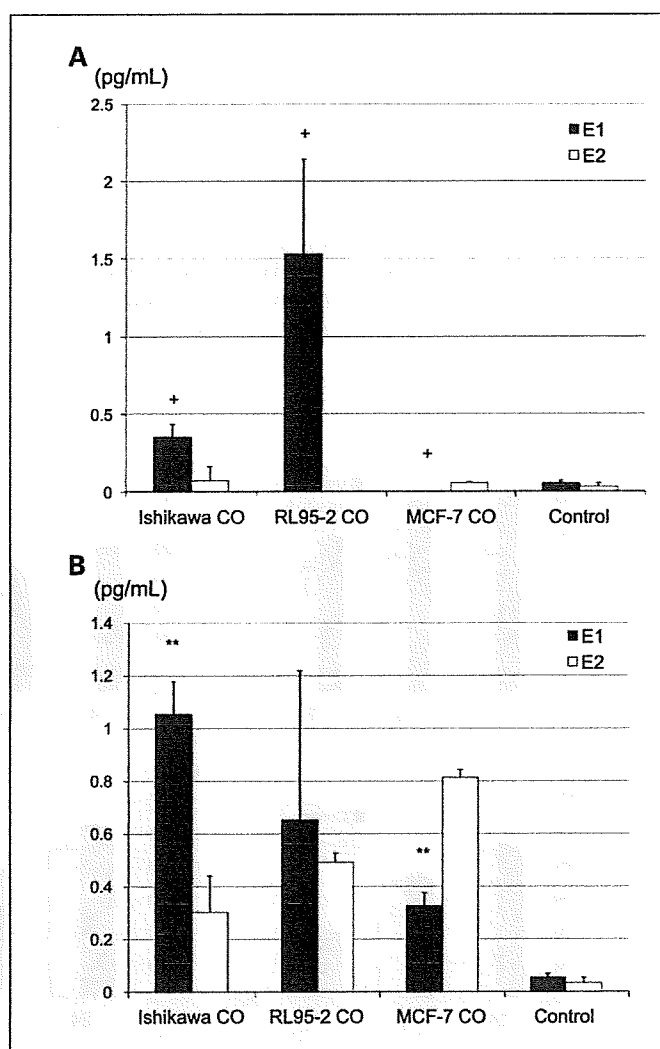 A
(pg/mL)
2.5
2
1.5
1
0.5
0
E1
E2
+
+
+
Ishikawa CO RL95-2 CO MCF-7 CO Control
B
(pg/mL)
1.4
1.2
1
0.8
0.6
0.4
0.2
0
E1
E2
**
**
Ishikawa CO RL95-2 CO MCF-7 CO Control